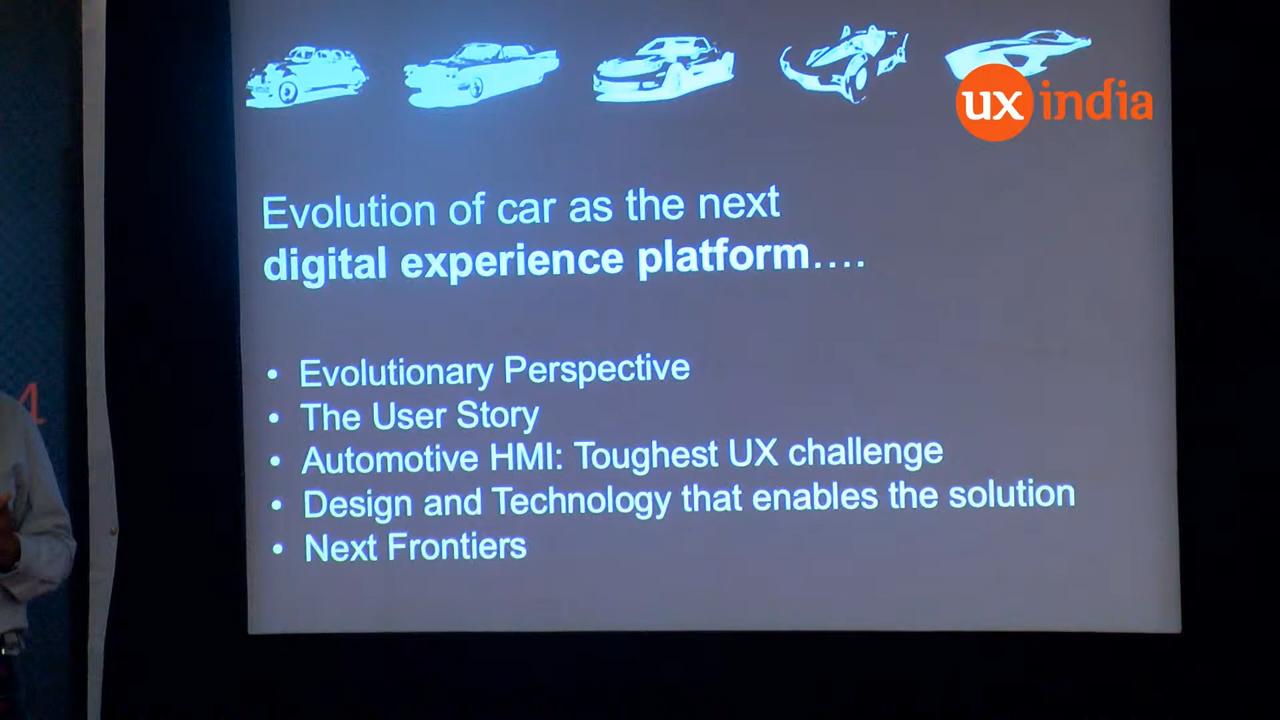 ux india
Evolution of car as the next
digital experience platform....
• Evolutionary Perspective
• The User Story
• Automotive HMI: Toughest UX challenge
• Design and Technology that enables the solution
• Next Frontiers
4